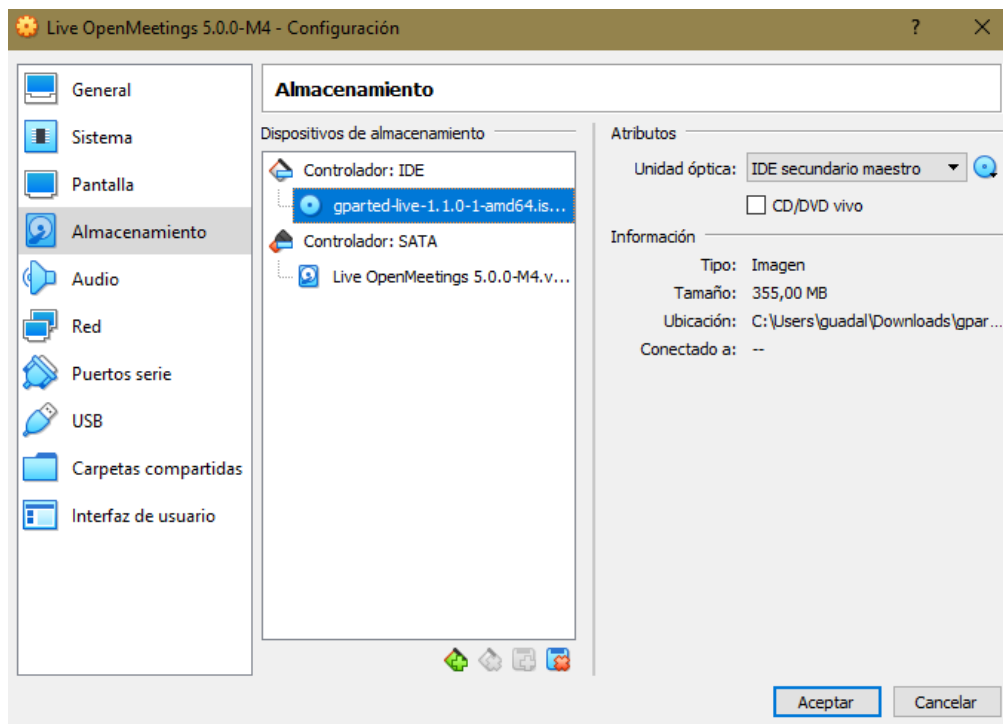 Live OpenMeetings 5.0.0-M4 - Configuración
?
General
Sistema
Pantalla
Almacenamiento
Audio
Red
Puertos serie
USB
Carpetas compartidas
Interfaz de usuario
Almacenamiento
Dispositivos de almacenamiento
Controlador: IDE
gparted-live-1.1.0-1-amd64.is...
Controlador: SATA
Live OpenMeetings 5.0.0-M4.v...
Atributos
Unidad óptica: IDE secundario maestro
CD/DVD vivo
Información
Tipo: Imagen
Tamaño: 355,00 MB
Ubicación: C:\Users\guadal\Downloads\gpar...
Conectado a: --
Aceptar Cancelar